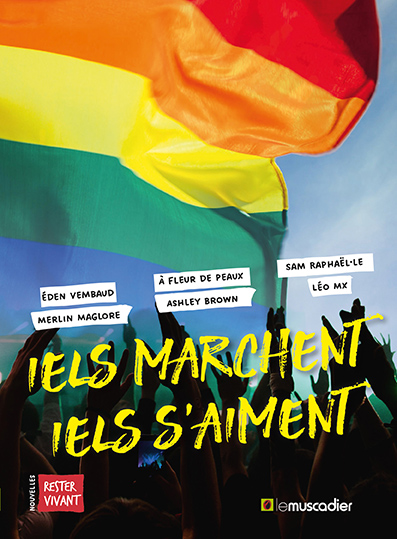 ÉDEN VEMBAUD
MERLIN MAGLORE
À FLEUR DE PEAUX
ASHLEY BROWN
SAM RAPHAËL·LE
LÉO MX
IELS MARCHENT
IELS S'AIMENT
NOUVELLES
RESTER
VIVANT
lemuscadier